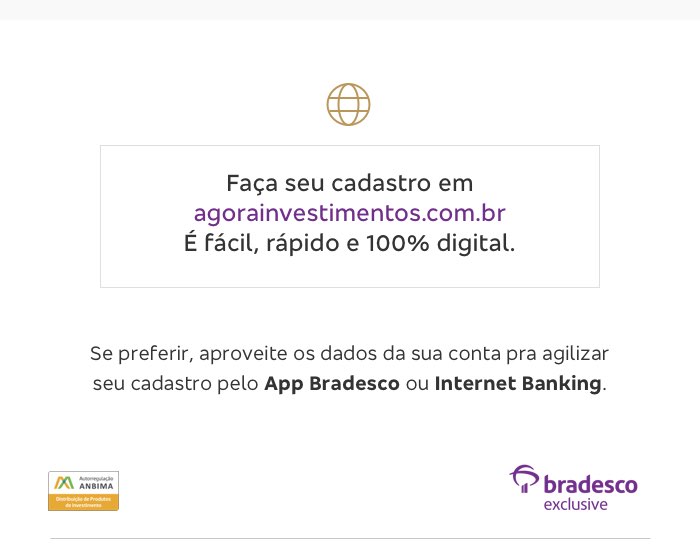 Faça seu cadastro em
agorainvestimentos.com.br
É fácil, rápido e 100% digital.
Se preferir, aproveite os dados da sua conta pra agilizar
seu cadastro pelo App Bradesco ou Internet Banking.
Autorregulação
ANBIMA
Distribuição de Produtos
de Investimento
bradesco
exclusive